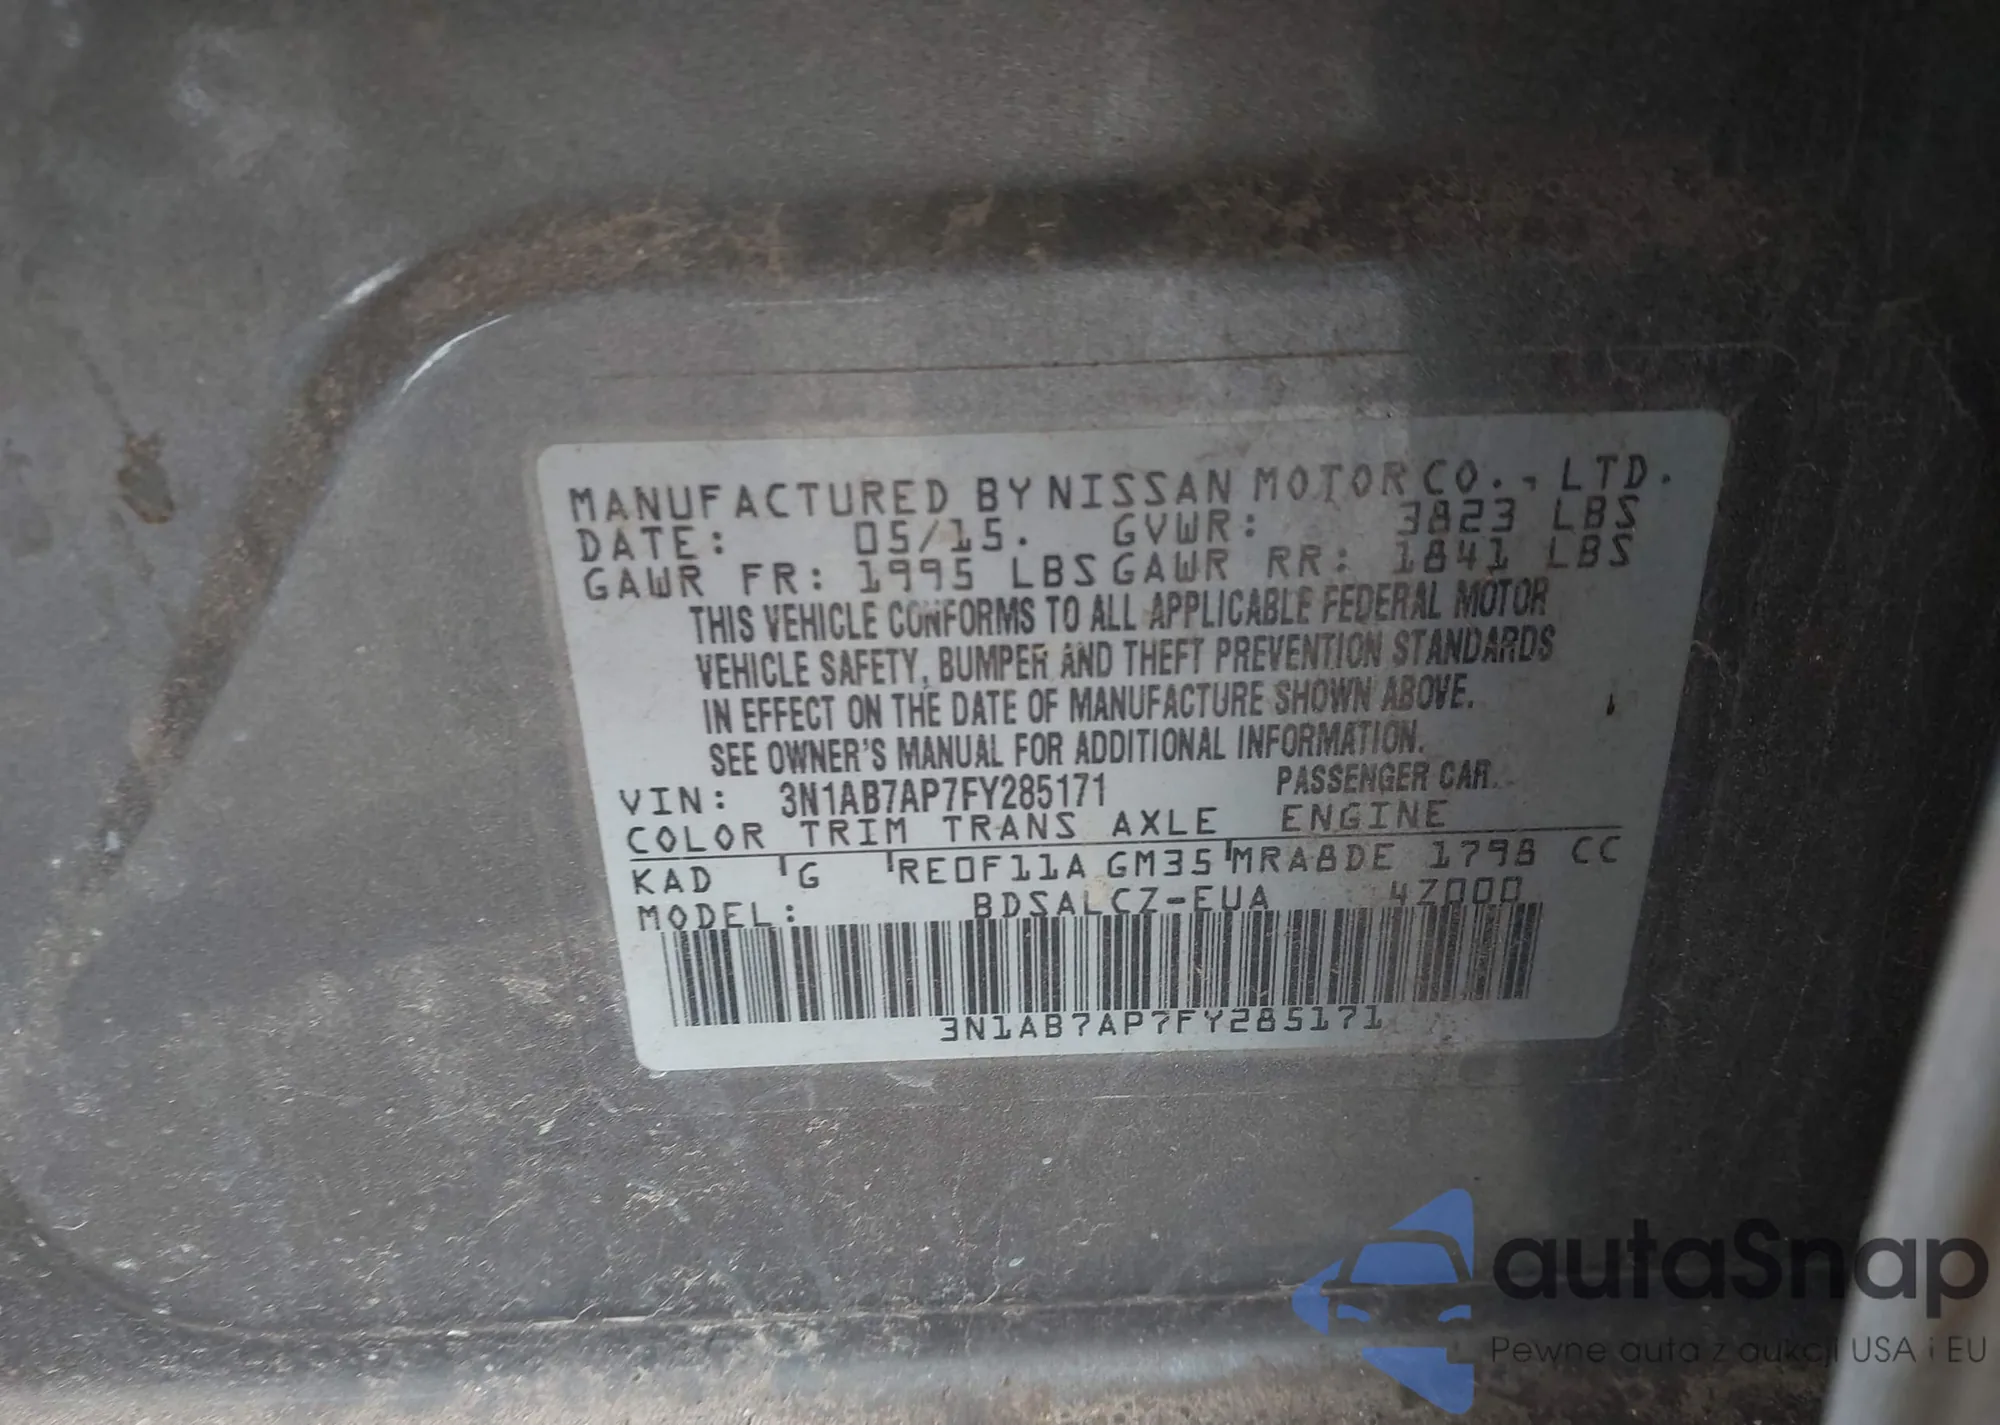 MANUFACTURED BY NISSAN MOTOR CO., LTD.
DATE: 05/15. GVWR: 3823 LBS
GAWR FR: 1995 LBS GAWR RR: 1841 LBS
THIS VEHICLE CONFORMS TO ALL APPLICABLE FEDERAL MOTOR
VEHICLE SAFETY, BUMPER AND THEFT PREVENTION STANDARDS
IN EFFECT ON THE DATE OF MANUFACTURE SHOWN ABOVE.
SEE OWNER'S MANUAL FOR ADDITIONAL INFORMATION.
VIN: 3N1AB7AP7FY285171 PASSENGER CAR.
COLOR TRIM TRANS AXLE ENGINE
KAD G RE0F11A GM35 MRA8DE 1798 CC
MODEL: BDSALCZ-EUA 4Z000
3N1AB7AP7FY285171
autaSnap
Pewne auta z aukcji USA i EU